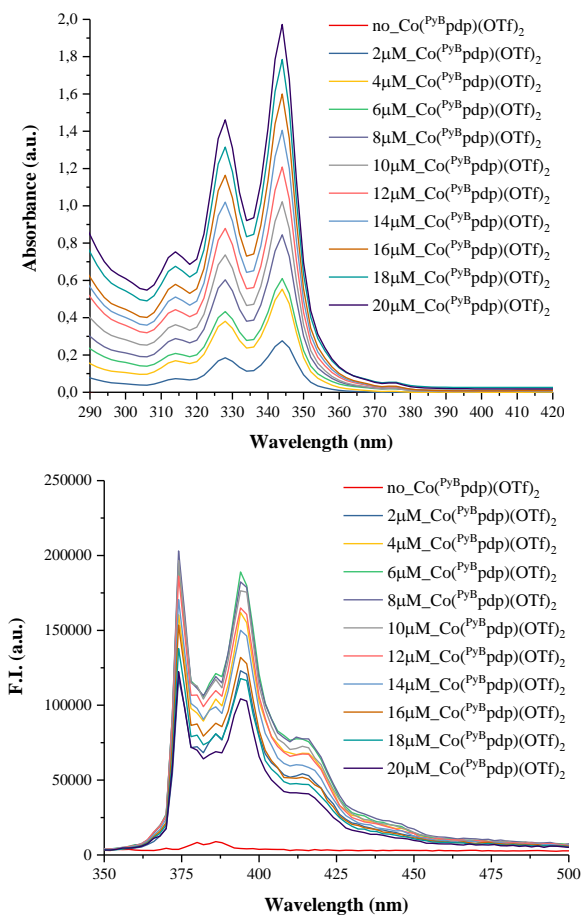 2,0
1,8
1,6
1,4
1,2
1,0
0,8
0,6
0,4
0,2
0,0
Absorbance (a.u.)
290 300 310 320 330 340 350 360 370 380 390 400 410 420
Wavelength (nm)
no_Co(ᴾʸᴮpdp)(OTf)₂
2μM_Co(ᴾʸᴮpdp)(OTf)₂
4μM_Co(ᴾʸᴮpdp)(OTf)₂
6μM_Co(ᴾʸᴮpdp)(OTf)₂
8μM_Co(ᴾʸᴮpdp)(OTf)₂
10μM_Co(ᴾʸᴮpdp)(OTf)₂
12μM_Co(ᴾʸᴮpdp)(OTf)₂
14μM_Co(ᴾʸᴮpdp)(OTf)₂
16μM_Co(ᴾʸᴮpdp)(OTf)₂
18μM_Co(ᴾʸᴮpdp)(OTf)₂
20μM_Co(ᴾʸᴮpdp)(OTf)₂
250000
200000
150000
100000
50000
0
F.I. (a.u.)
350 375 400 425 450 475 500
Wavelength (nm)
no_Co(ᴾʸᴮpdp)(OTf)₂
2μM_Co(ᴾʸᴮpdp)(OTf)₂
4μM_Co(ᴾʸᴮpdp)(OTf)₂
6μM_Co(ᴾʸᴮpdp)(OTf)₂
8μM_Co(ᴾʸᴮpdp)(OTf)₂
10μM_Co(ᴾʸᴮpdp)(OTf)₂
12μM_Co(ᴾʸᴮpdp)(OTf)₂
14μM_Co(ᴾʸᴮpdp)(OTf)₂
16μM_Co(ᴾʸᴮpdp)(OTf)₂
18μM_Co(ᴾʸᴮpdp)(OTf)₂
20μM_Co(ᴾʸᴮpdp)(OTf)₂